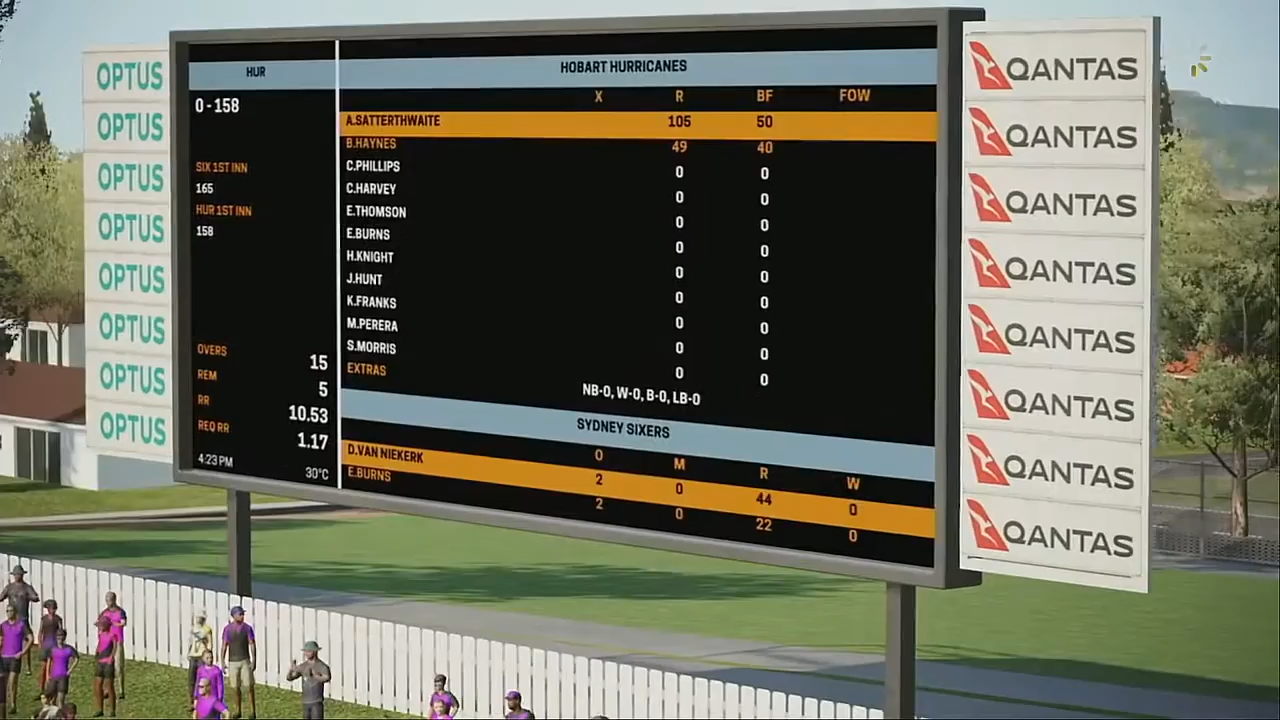 OPTUS
OPTUS
OPTUS
OPTUS
OPTUS
OPTUS
OPTUS
OPTUS
HUR
0 - 158
SIX 1ST INN
165
HUR 1ST INN
158
OVERS 15
REM 5
RR 10.53
REQ RR 1.17
4:23 PM 30°C
HOBART HURRICANES
X R BF FOW
A.SATTERTHWAITE 105 50
B.HAYNES 49 40
C.PHILLIPS 0 0
C.HARVEY 0 0
E.THOMSON 0 0
E.BURNS 0 0
H.KNIGHT 0 0
J.HUNT 0 0
K.FRANKS 0 0
M.PERERA 0 0
S.MORRIS 0 0
EXTRAS 0
NB-0, W-0, B-0, LB-0
SYDNEY SIXERS
O M R W
D.VAN NIEKERK 2 0 44 0
E.BURNS 2 0 22 0
QANTAS
QANTAS
QANTAS
QANTAS
QANTAS
QANTAS
QANTAS
QANTAS